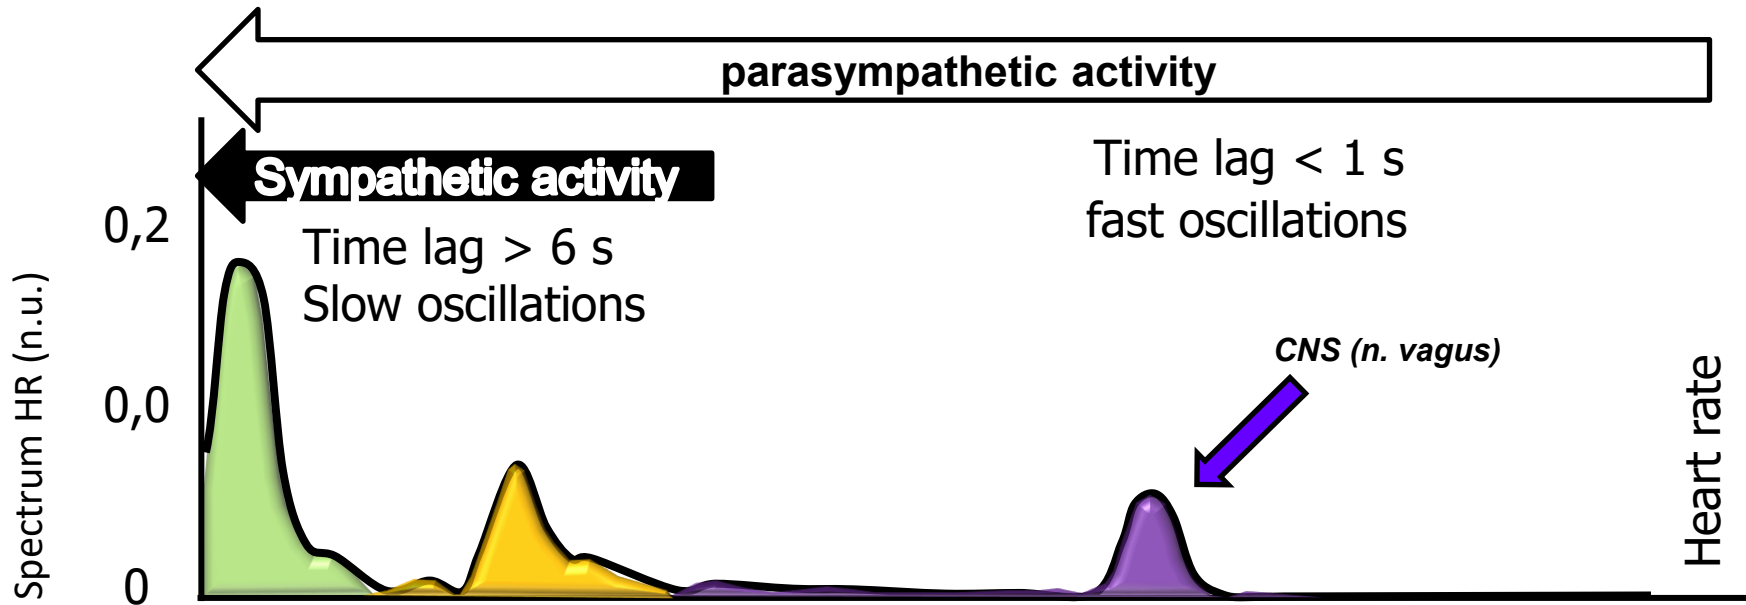 parasympathetic activity
Sympathetic activity
Time lag < 1 s
fast oscillations
Time lag > 6 s
Slow oscillations
CNS (n. vagus)
0,2
0,0
0
Spectrum HR (n.u.)
Heart rate